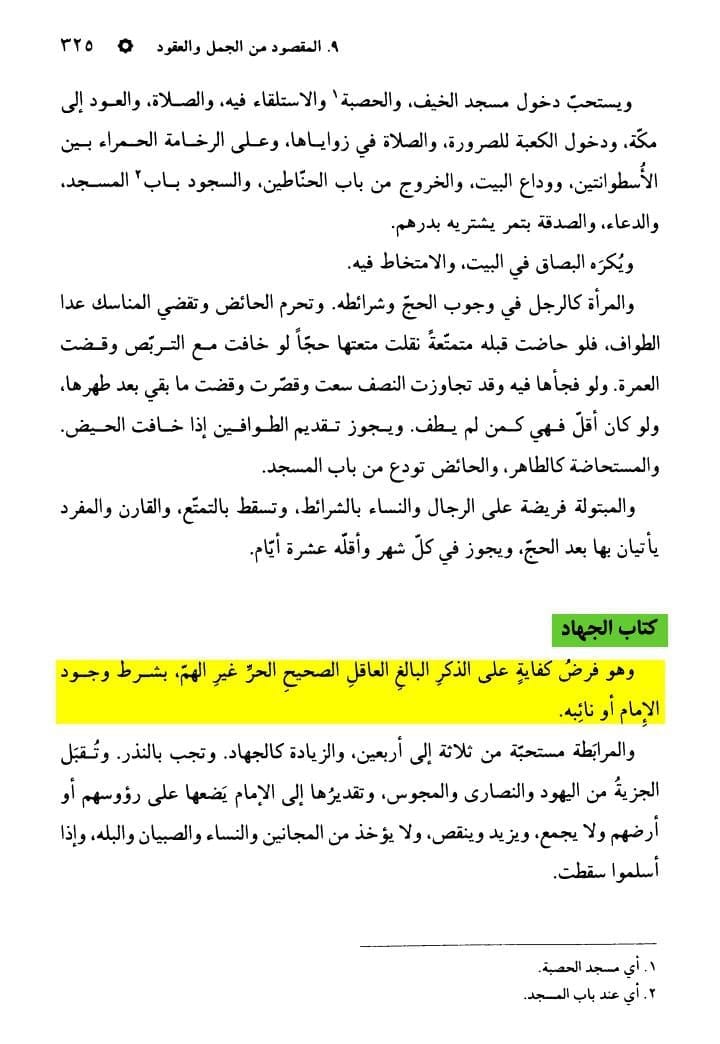 ٩. المقصود من الجمل والعقود ۞ ٣٢٥
ويستحبّ دخول مسجد الخيف، والحصبة١ والاستلقاء فيه، والصلاة، والعود إلى
مكّة، ودخول الكعبة للصرورة، والصلاة في زواياها، وعلى الرخامة الحمراء بين
الأُسطوانتين، ووداع البيت، والخروج من باب الحنّاطين، والسجود بباب٢ المسجد،
والدعاء، والصدقة بتمر يشتريه بدرهم.
ويُكرَه البصاق في البيت، والامتخاط فيه.
والمرأة كالرجل في وجوب الحجّ وشرائطه. وتحرم الحائض وتقضي المناسك عدا
الطواف، فلو حاضت قبله متمتّعةً نقلت متعتها حجّاً لو خافت مع التربّص وقضت
العمرة. ولو فجأها فيه وقد تجاوزت النصف سعت وقصّرت وقضت ما بقي بعد طهرها،
ولو كان أقلّ فهي كمن لم يطف. ويجوز تقديم الطوافين إذا خافت الحيض.
والمستحاضة كالطاهر، والحائض تودع من باب المسجد.
والمبتولة فريضة على الرجال والنساء بالشرائط، وتسقط بالتمتّع، والقارن والمفرد
يأتيان بها بعد الحجّ، ويجوز في كلّ شهر وأقلّه عشرة أيّام.
كتاب الجهاد
وهو فرضُ كفايةٍ على الذكرِ البالغِ العاقلِ الصحيحِ الحرِّ غيرِ الهمّ، بشرط وجود
الإمام أو نائِبه.
والمرابَطة مستحبّة من ثلاثة إلى أربعين، والزيادة كالجهاد. وتجب بالنذر. وتُقبَل
الجزيةُ من اليهود والنصارى والمجوس، وتقديرُها إلى الإمام يَضعها على رؤوسهم أو
أرضهم ولا يجمع، ويزيد وينقص، ولا يؤخذ من المجانين والنساء والصبيان والبله، وإذا
أسلموا سقطت.
١. أي مسجد الحصبة.
٢. أي عند باب المسجد.